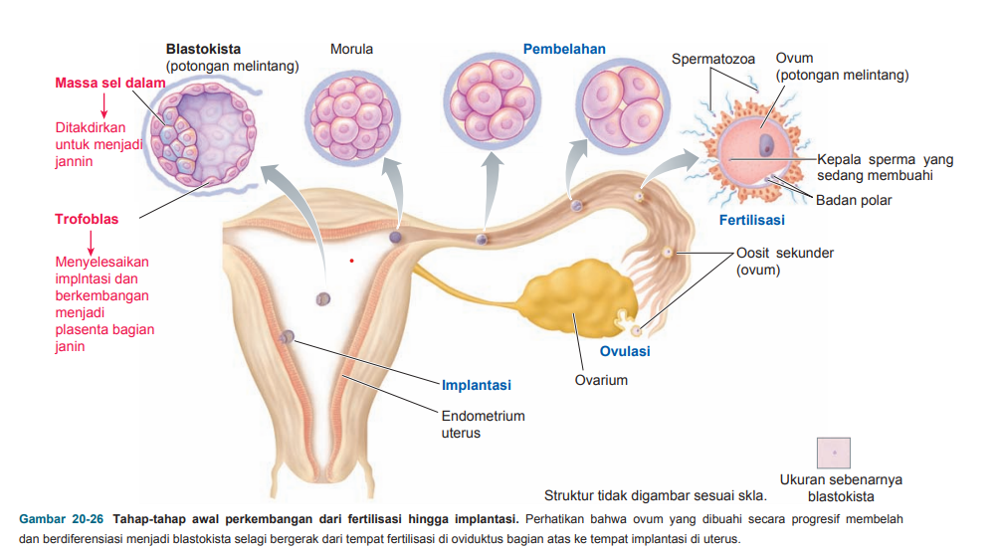 Blastokista
(potongan melintang)
Morula
Pembelahan
Spermatozoa
Ovum
(potongan melintang)
Massa sel dalam
Ditakdirkan
untuk menjadi
jannin
Kepala sperma yang
sedang membuahi
Badan polar
Fertilisasi
Trofoblas
Menyelesaikan
implntasi dan
berkembangan
menjadi
plasenta bagian
janin
Oosit sekunder
(ovum)
Ovulasi
Ovarium
Implantasi
Endometrium
uterus
Ukuran sebenarnya
blastokista
Struktur tidak digambar sesuai skla.
Gambar 20-26 Tahap-tahap awal perkembangan dari fertilisasi hingga implantasi. Perhatikan bahwa ovum yang dibuahi secara progresif membelah
dan berdiferensiasi menjadi blastokista selagi bergerak dari tempat fertilisasi di oviduktus bagian atas ke tempat implantasi di uterus.